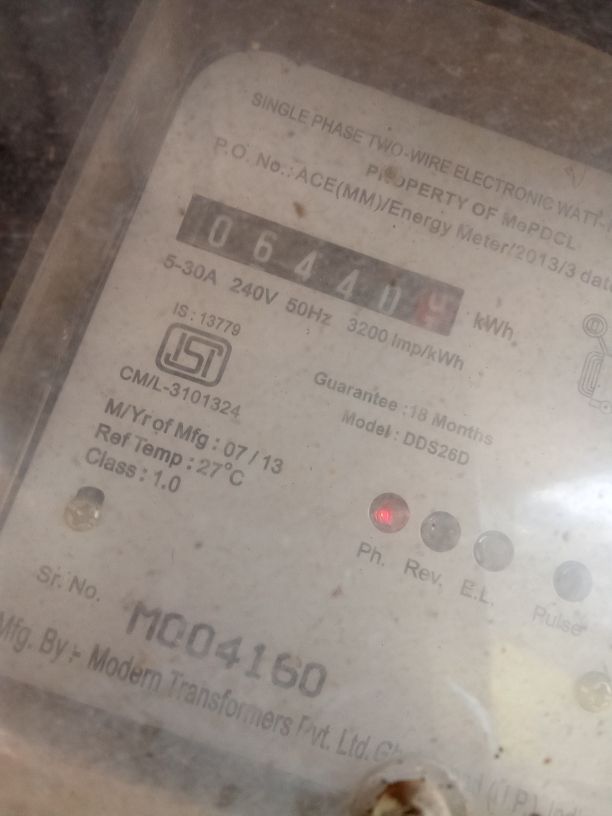 SINGLE PHASE TWO-WIRE ELECTRONIC
PROPERTY OF MePDCL
P.O. No.: ACE(MM)/Energy Meter/2013/3
06440 kWh
5-30A 240V 50Hz 3200 Imp/kWh
IS : 13779
ISI
CM/L-3101324
Guarantee : 18 Months
Model : DDS26D
M/Yr of Mfg : 07 / 13
Ref Temp : 27°C
Class : 1.0
Ph. Rev. E.L. Pulse
Sr. No.
M004160
Mfg. By :- Modern Transformers Pvt. Ltd.